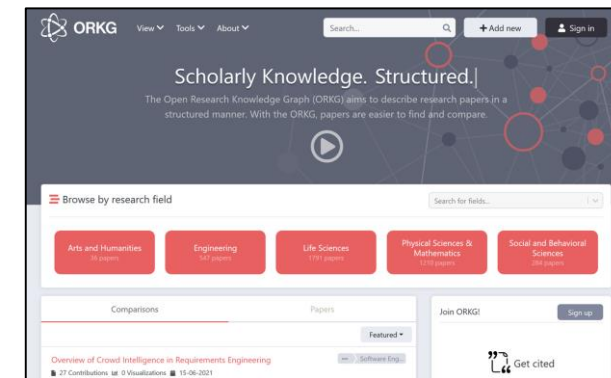 ORKG
View Tools About
Search...
+ Add new
Sign in
Scholarly Knowledge. Structured.|
The Open Research Knowledge Graph (ORKG) aims to describe research papers in a
structured manner. With the ORKG, papers are easier to find and compare.
Browse by research field
Search for fields...
Arts and Humanities
Engineering
547 papers
Life Sciences
1791 papers
Physical Sciences &
Mathematics
Social and Behavioral
Sciences
Comparisons
Papers
Join ORKG!
Sign up
Featured
Overview of Crowd Intelligence in Requirements Engineering
Software Eng...
27 Contributions 0 Visualizations 15-06-2021
Get cited